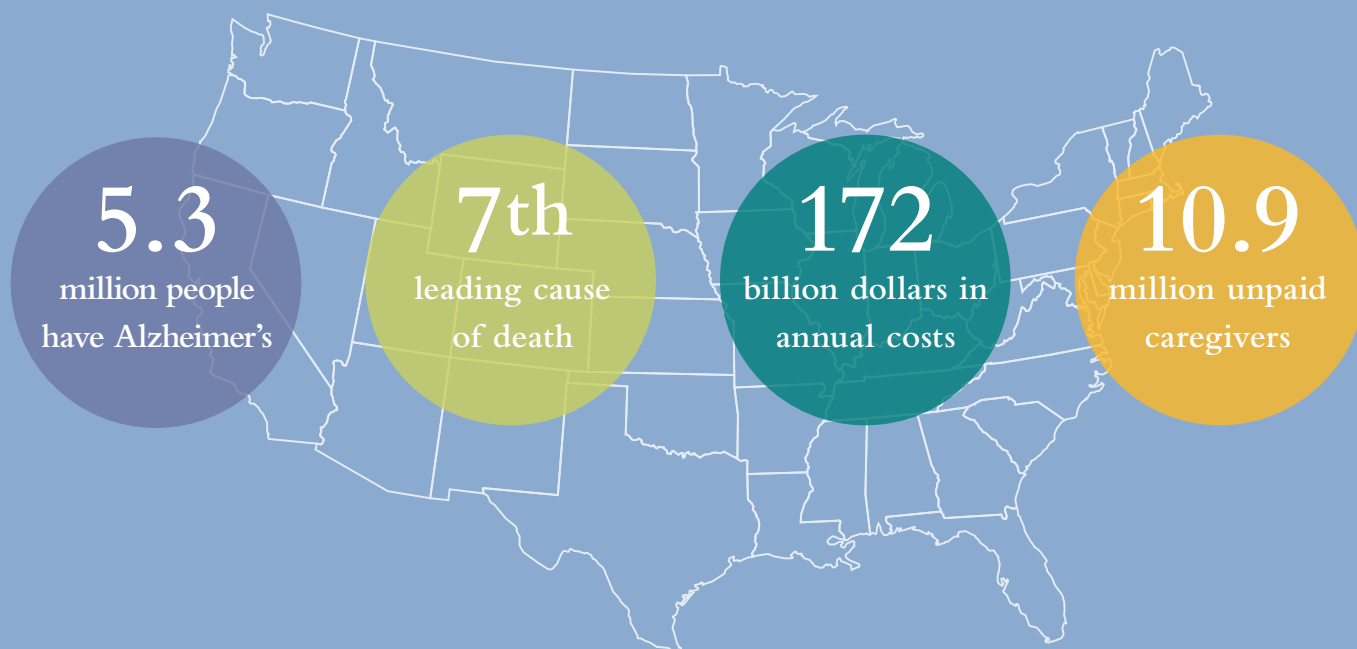 5.3
million people
have Alzheimer’s
7th
leading cause
of death
172
billion dollars in
annual costs
10.9
million unpaid
caregivers